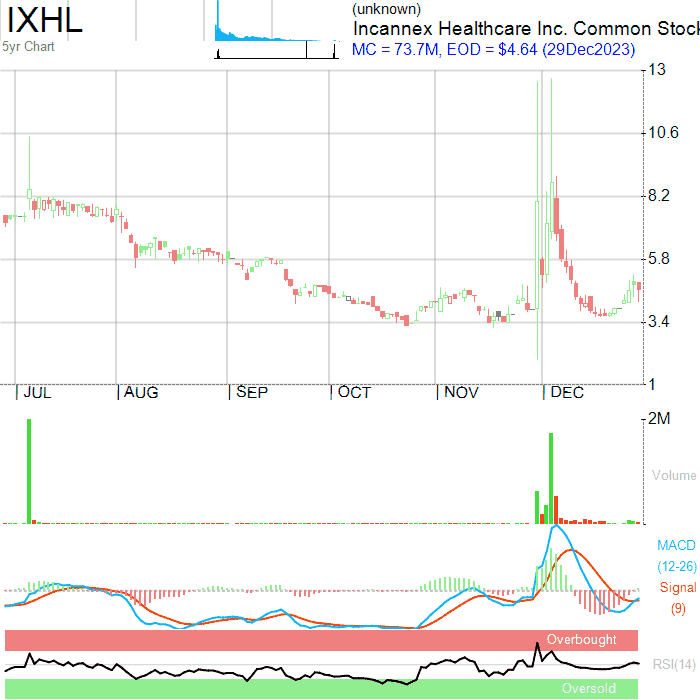 IXHL
5yr Chart
(unknown)
Incannex Healthcare Inc. Common Stock
MC = 73.7M, EOD = $4.64 (29Dec2023)
13
10.6
8.2
5.8
3.4
1
JUL AUG SEP OCT NOV DEC
2M
Volume
MACD
(12-26)
Signal
(9)
Overbought
RSI(14)
Oversold